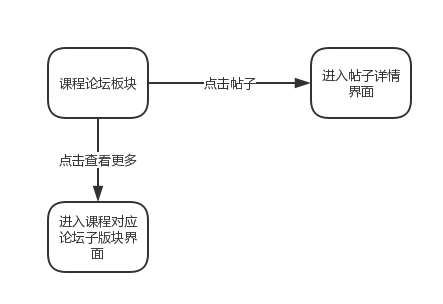 课程论坛板块
点击帖子
进入帖子详情
界面
点击查看更多
进入课程对应
论坛子版块界
面